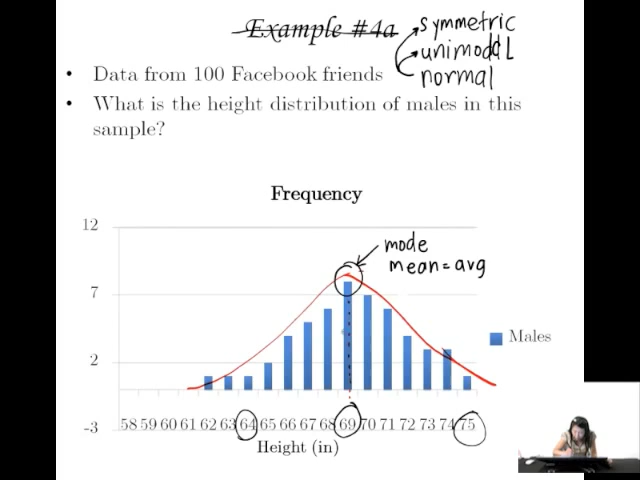 Example #4a
symmetric
unimodal
normal
• Data from 100 Facebook friends
• What is the height distribution of males in this
sample?
Frequency
12
7
2
-3
mode
mean = avg
Males
58 59 60 61 62 63 64 65 66 67 68 69 70 71 72 73 74 75
Height (in)